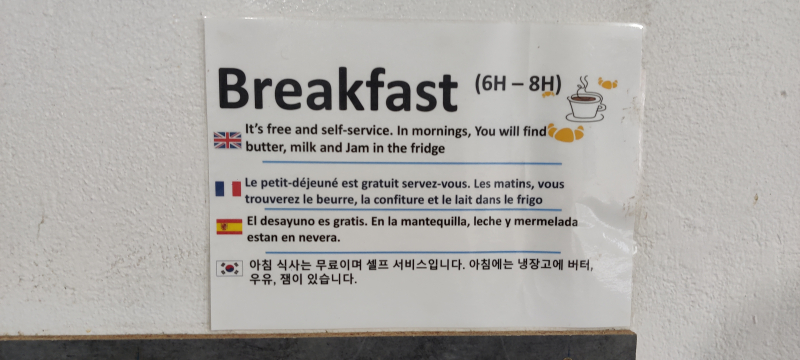 Breakfast (6H – 8H)
It's free and self-service. In mornings, You will find
butter, milk and Jam in the fridge
Le petit-déjeuné est gratuit servez-vous. Les matins, vous
trouverez le beurre, la confiture et le lait dans le frigo
El desayuno es gratis. En la mantequilla, leche y mermelada
estan en nevera.
아침 식사는 무료이며 셀프 서비스입니다. 아침에는 냉장고에 버터,
우유, 잼이 있습니다.